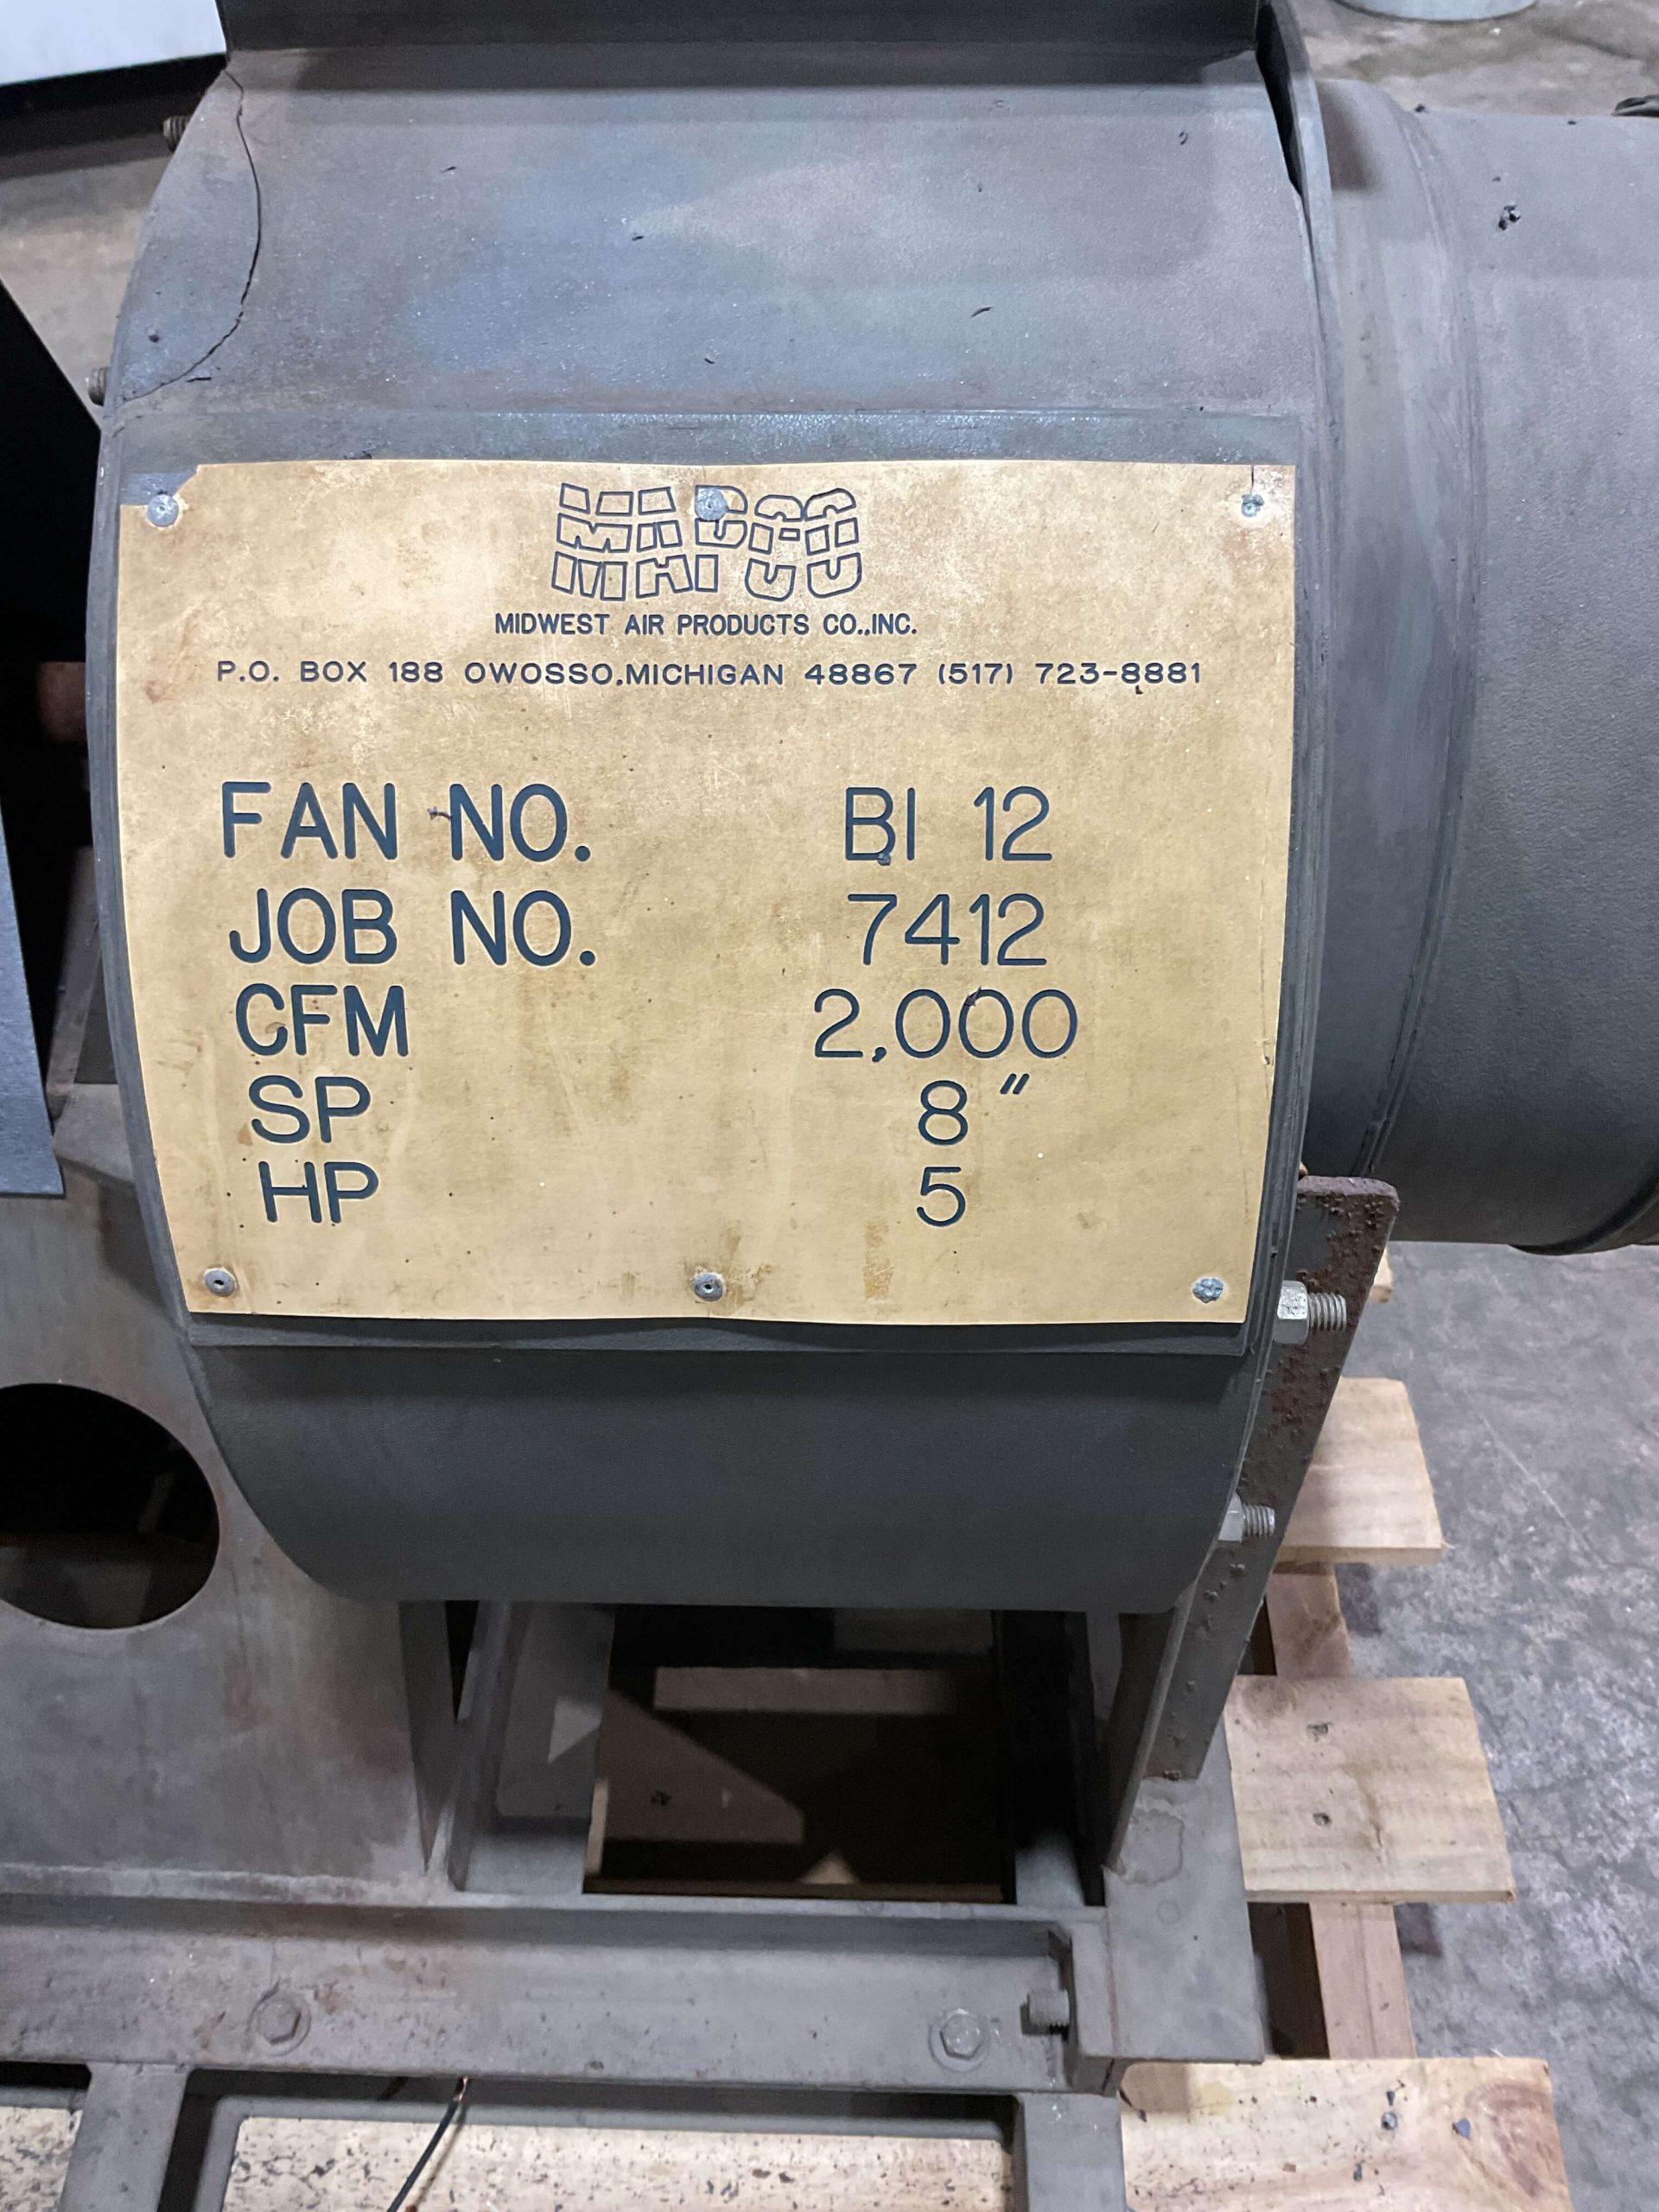 MAPCO
MIDWEST AIR PRODUCTS CO.,INC.
P.O. BOX 188 OWOSSO,MICHIGAN 48867 (517) 723-8881
FAN NO. BI 12
JOB NO. 7412
CFM 2,000
SP 8"
HP 5